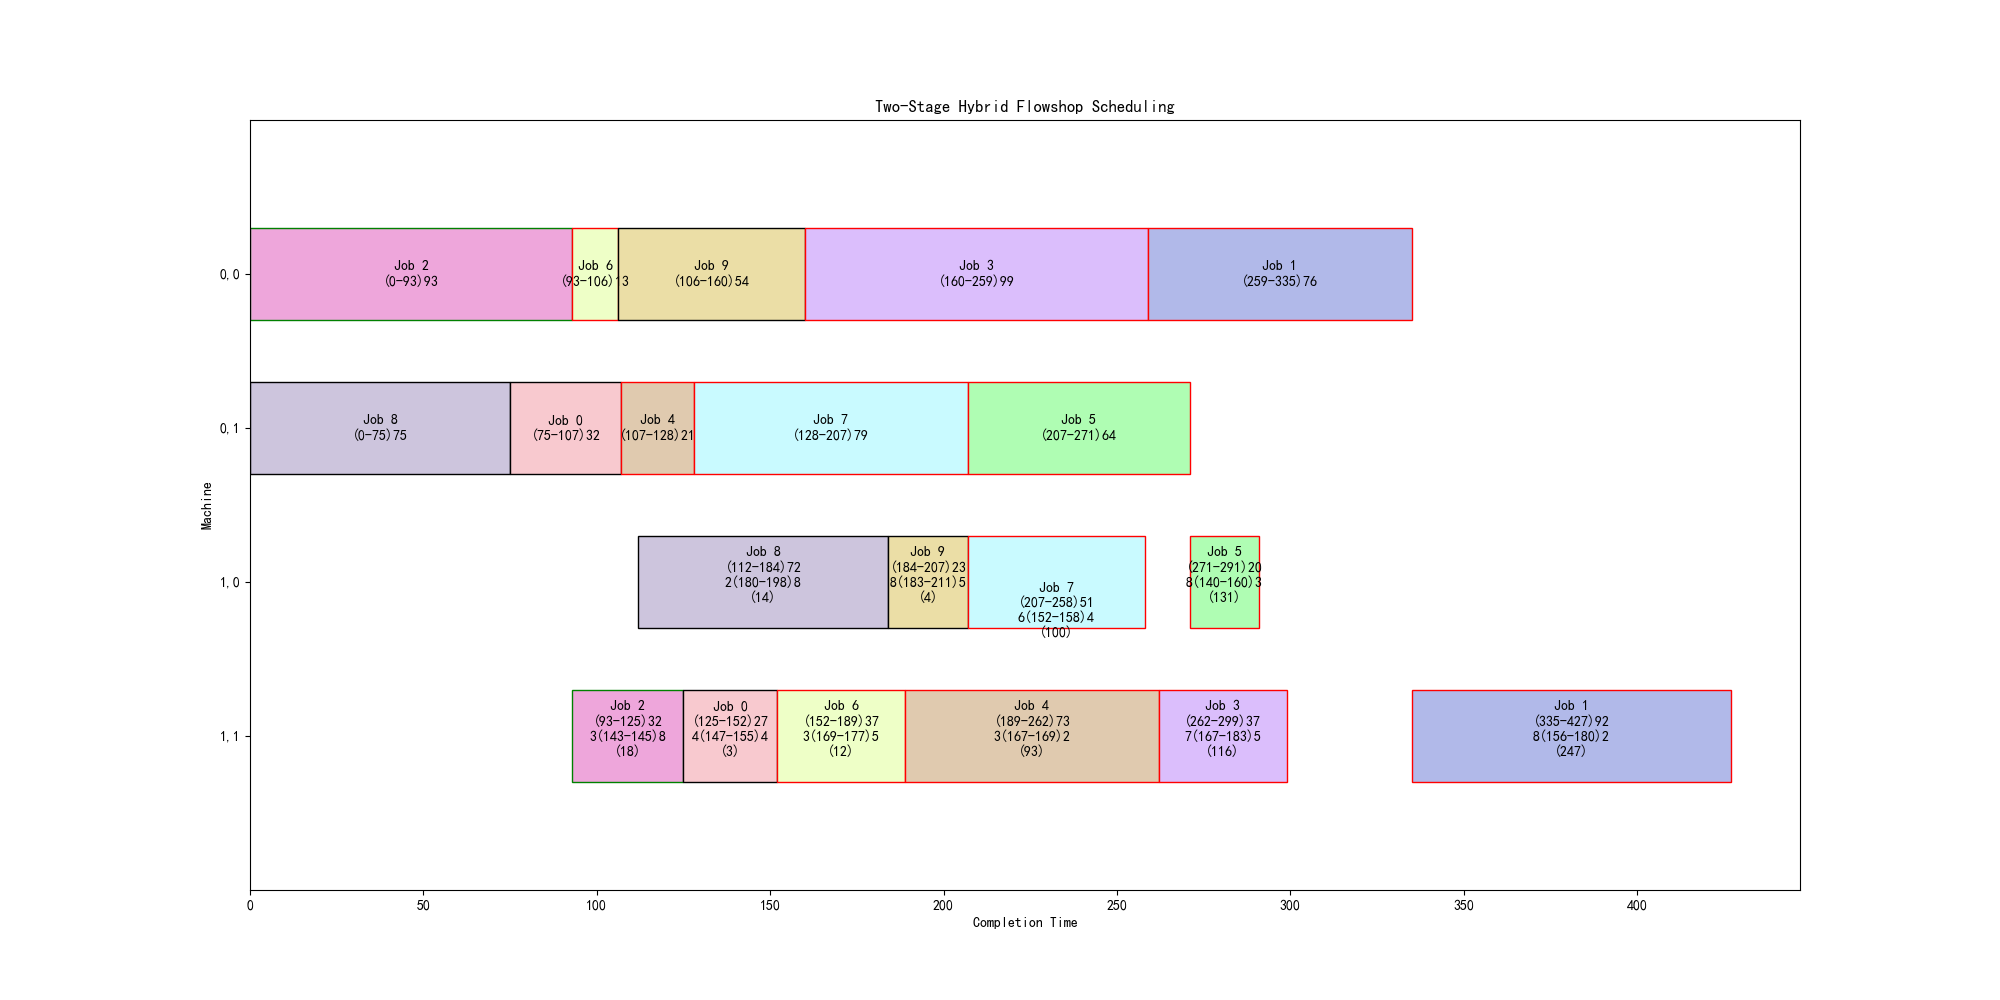 Two-Stage Hybrid Flowshop Scheduling
Machine
0,0
Job 2
(0-93)93
Job 6
(93-106)13
Job 9
(106-160)54
Job 3
(160-259)99
Job 1
(259-335)76
0,1
Job 8
(0-75)75
Job 0
(75-107)32
Job 4
(107-128)21
Job 7
(128-207)79
Job 5
(207-271)64
1,0
Job 8
(112-184)72
2(180-198)8
(14)
Job 9
(184-207)23
8(183-211)5
(4)
Job 7
(207-258)51
6(152-158)4
(100)
Job 5
(271-291)20
8(140-160)3
(131)
1,1
Job 2
(93-125)32
3(143-145)8
(18)
Job 0
(125-152)27
4(147-155)4
(3)
Job 6
(152-189)37
3(169-177)5
(12)
Job 4
(189-262)73
3(167-169)2
(93)
Job 3
(262-299)37
7(167-183)5
(116)
Job 1
(335-427)92
8(156-180)2
(247)
0 50 100 150 200 250 300 350 400
Completion Time